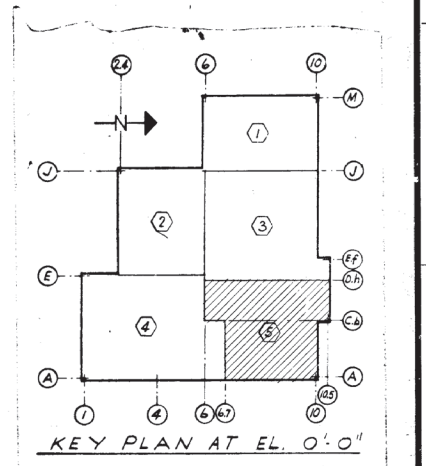 2.4 6 10
M
N
1
J J
2 3
E.f
E D.h
C.b
4 5
A A
10.5
1 4 6 6.7 10
KEY PLAN AT EL. 0'-0"